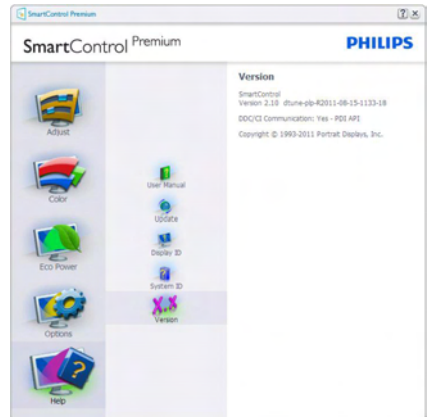 SmartControl Premium
SmartControl Premium
PHILIPS
Adjust
Color
Eco Power
Options
Help
User Manual
Update
Display ID
System ID
Version
Version
SmartControl
Version 2.10 dtune-plp-R2011-08-15-1133-18
DDC/CI Communication: Yes - PDI API
Copyright © 1993-2011 Portrait Displays, Inc.